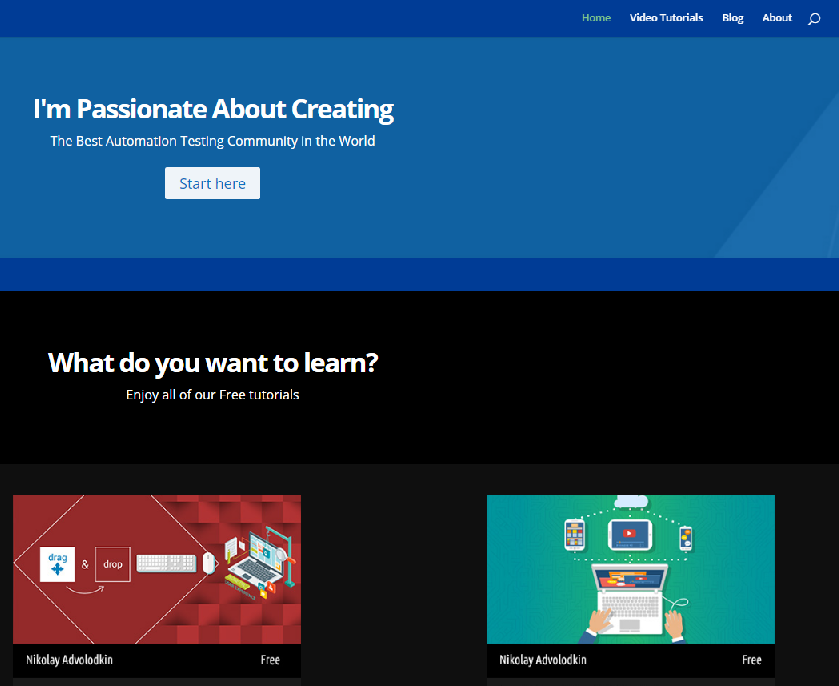 Home Video Tutorials Blog About
I'm Passionate About Creating
The Best Automation Testing Community in the World
Start here
What do you want to learn?
Enjoy all of our Free tutorials
drag & drop
Nikolay Advolodkin Free
Nikolay Advolodkin Free